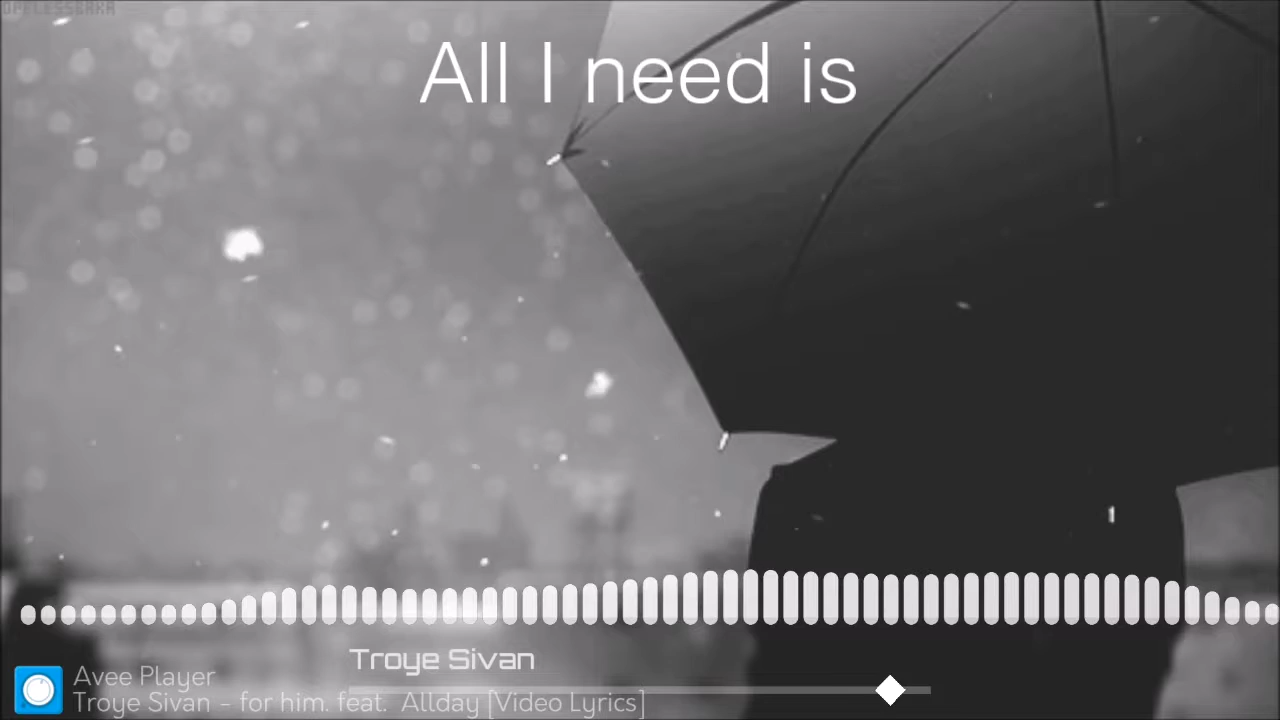 All I need is
Troye Sivan
Avee Player
Troye Sivan - for him. feat. Allday [Video Lyrics]